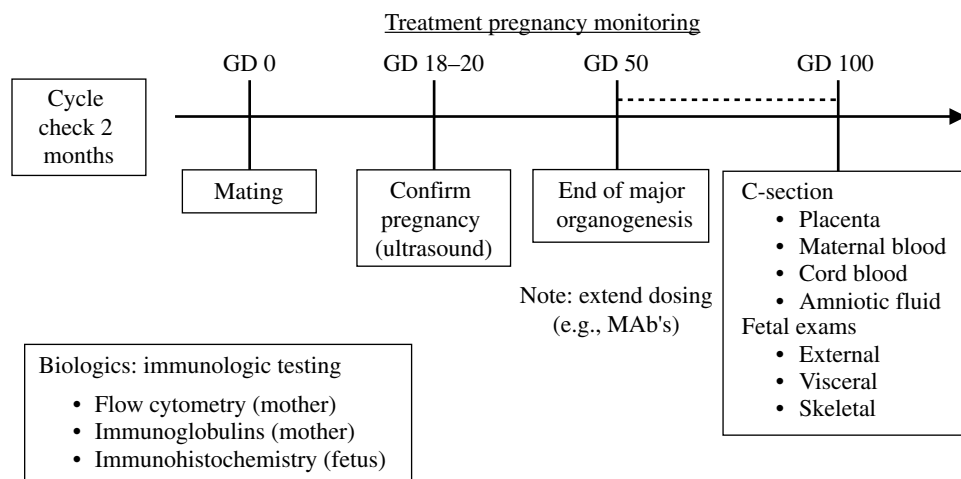 Treatment pregnancy monitoring
GD 0
GD 18–20
GD 50
GD 100
Cycle
check 2
months
Mating
Confirm
pregnancy
(ultrasound)
End of major
organogenesis
Note: extend dosing
(e.g., MAb's)
C-section
• Placenta
• Maternal blood
• Cord blood
• Amniotic fluid
Fetal exams
• External
• Visceral
• Skeletal
Biologics: immunologic testing
• Flow cytometry (mother)
• Immunoglobulins (mother)
• Immunohistochemistry (fetus)